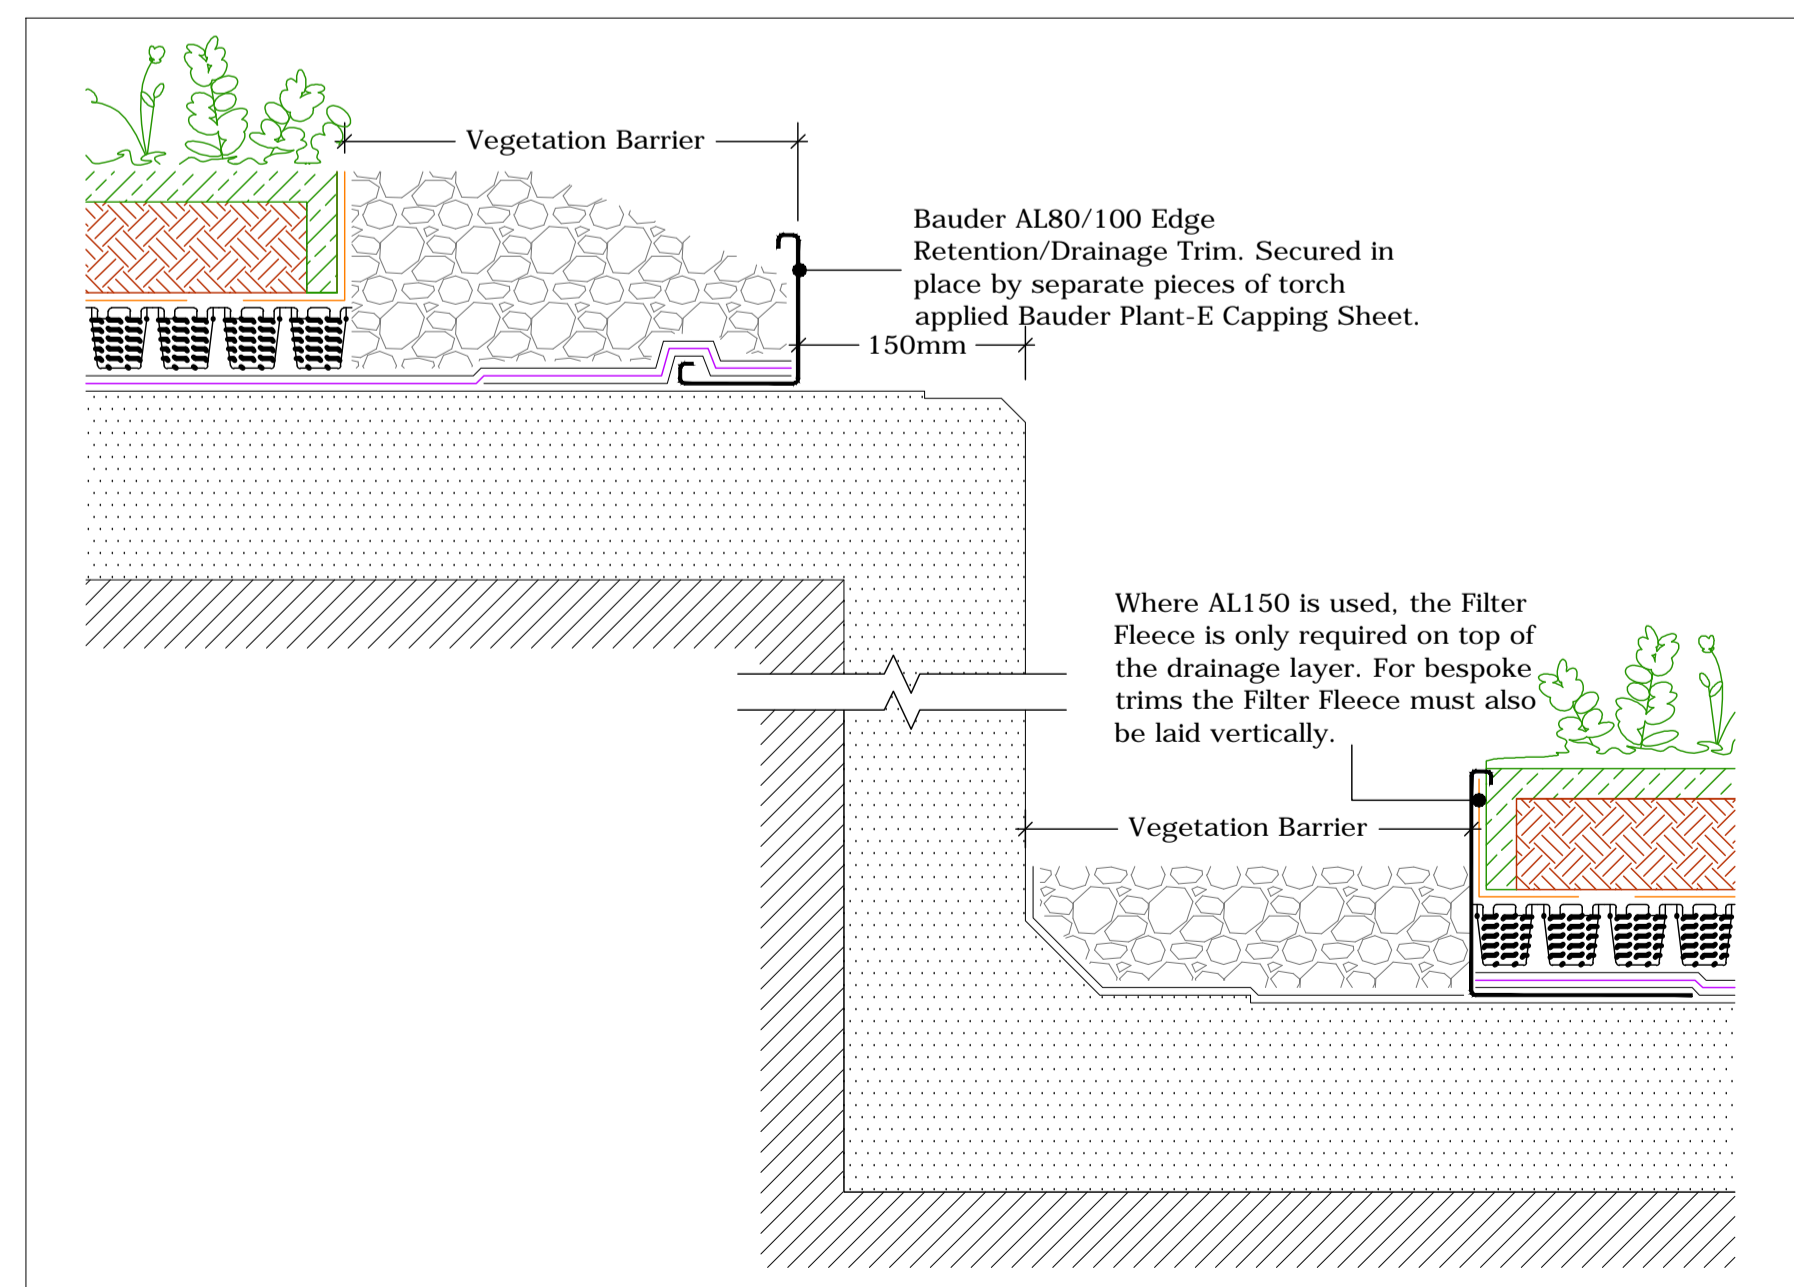 Vegetation Barrier
Bauder AL80/100 Edge
Retention/Drainage Trim. Secured in
place by separate pieces of torch
applied Bauder Plant-E Capping Sheet.
150mm
Where AL150 is used, the Filter
Fleece is only required on top of
the drainage layer. For bespoke
trims the Filter Fleece must also
be laid vertically.
Vegetation Barrier